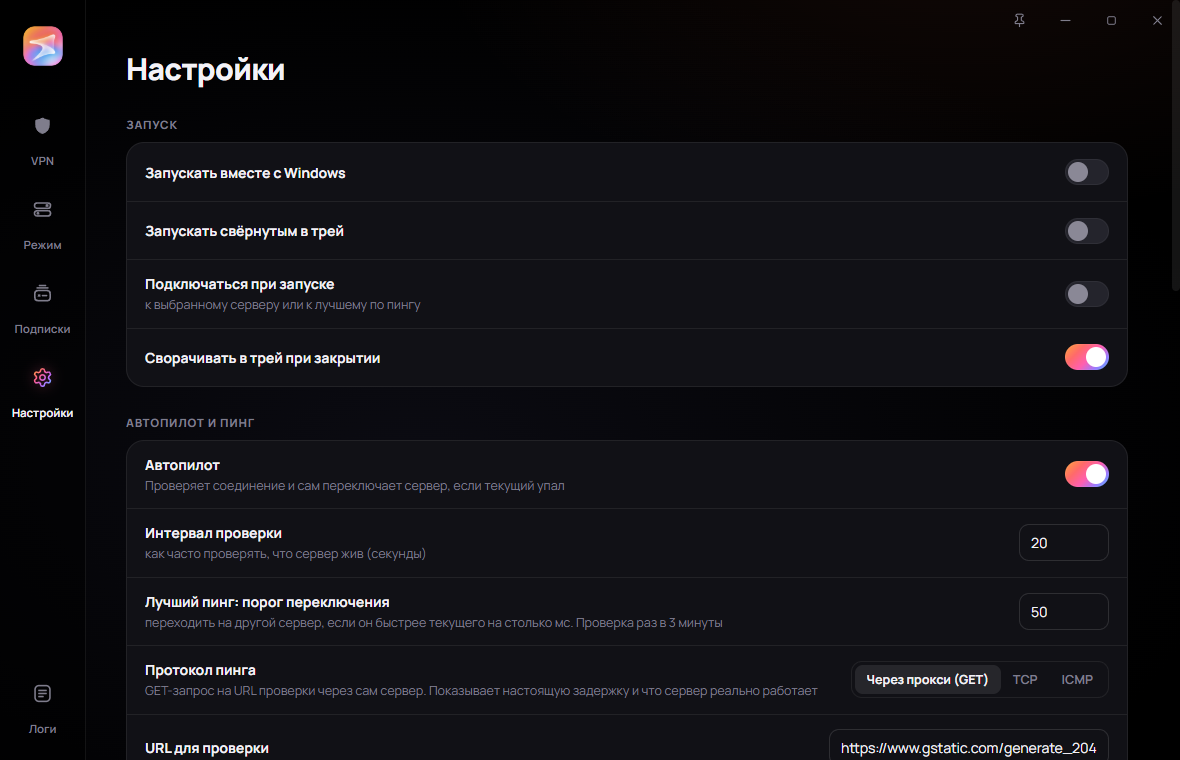 Настройки
ЗАПУСК
Запускать вместе с Windows
Запускать свёрнутым в трей
Подключаться при запуске
к выбранному серверу или к лучшему по пингу
Сворачивать в трей при закрытии
АВТОПИЛОТ И ПИНГ
Автопилот
Проверяет соединение и сам переключает сервер, если текущий упал
Интервал проверки
как часто проверять, что сервер жив (секунды)
20
Лучший пинг: порог переключения
переходить на другой сервер, если он быстрее текущего на столько мс. Проверка раз в 3 минуты
50
Протокол пинга
GET-запрос на URL проверки через сам сервер. Показывает настоящую задержку и что сервер реально работает
Через прокси (GET) TCP ICMP
URL для проверки
https://www.gstatic.com/generate_204
VPN
Режим
Подписки
Настройки
Логи